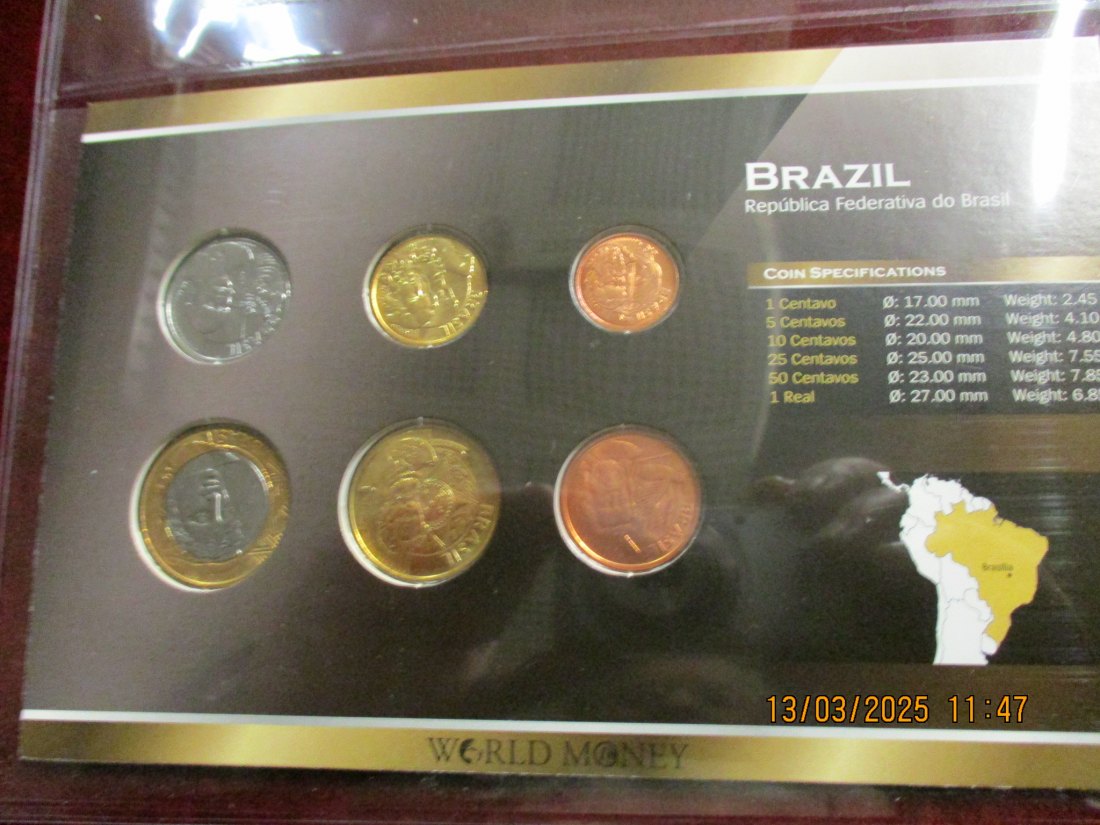 BRAZIL
República Federativa do Brasil
COIN SPECIFICATIONS
1 Centavo Ø: 17.00 mm Weight: 2.45
5 Centavos Ø: 22.00 mm Weight: 4.10
10 Centavos Ø: 20.00 mm Weight: 4.80
25 Centavos Ø: 25.00 mm Weight: 7.55
50 Centavos Ø: 23.00 mm Weight: 7.85
1 Real Ø: 27.00 mm Weight: 6.8
BRASIL
BRASIL
BRASIL
Brasília
13/03/2025 11:47
WORLD MONEY